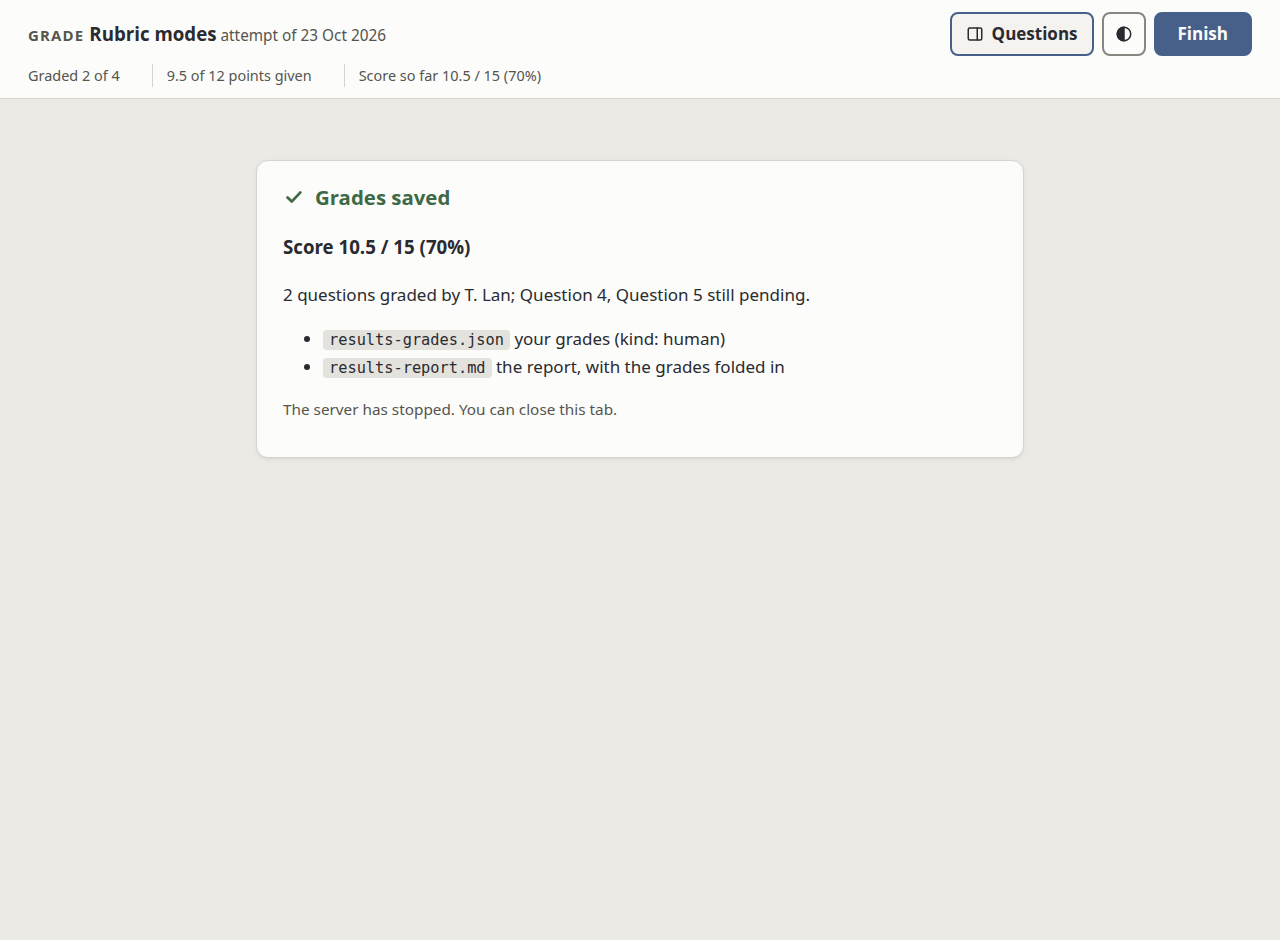 GRADE Rubric modes attempt of 23 Oct 2026
Questions
Finish
Graded 2 of 4
9.5 of 12 points given
Score so far 10.5 / 15 (70%)
Grades saved
Score 10.5 / 15 (70%)
2 questions graded by T. Lan; Question 4, Question 5 still pending.
results-grades.json your grades (kind: human)
results-report.md the report, with the grades folded in
The server has stopped. You can close this tab.